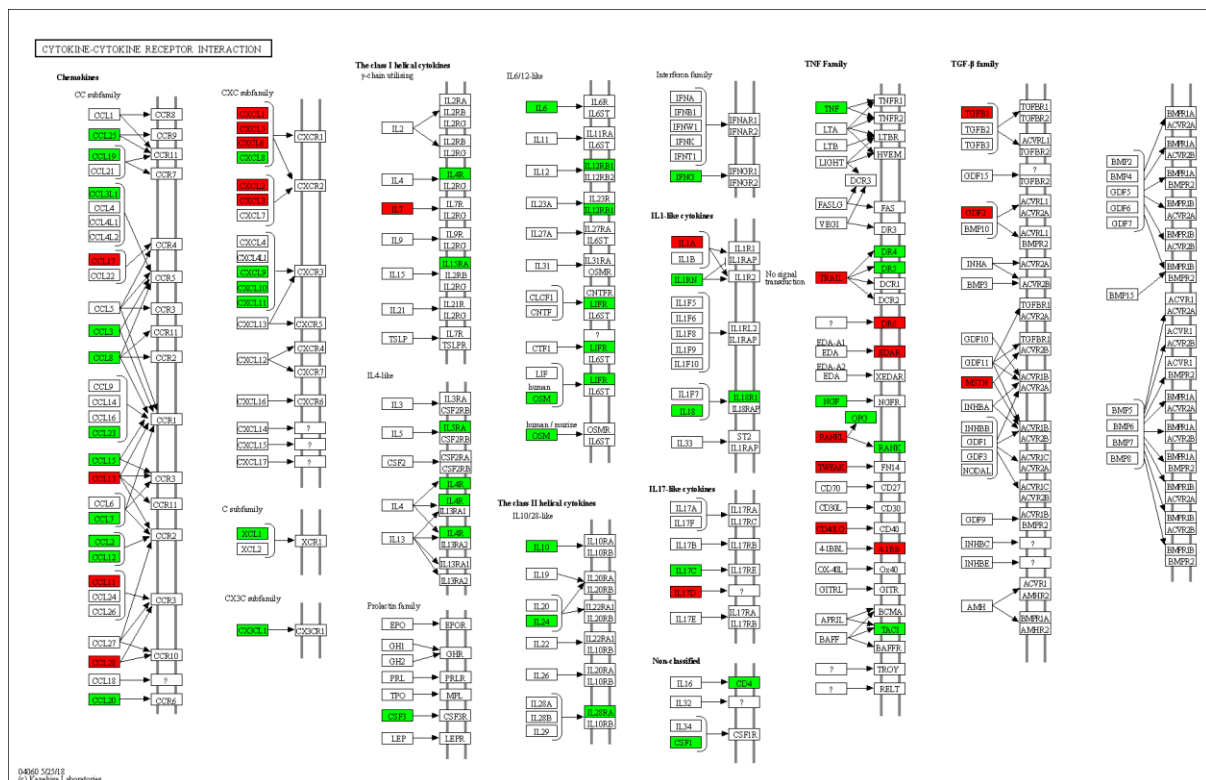 CYTOKINE-CYTOKINE RECEPTOR INTERACTION
Chemokines
CC subfamily
CCL1
CCR8
CCL25
CCR9
CCL19
CCR11
CCL21
CCR7
CCL3L1
CCL4
CCL4L1
CCL4L2
CCR4
CCL17
CCL22
CCR5
CCL5
CCR3
CCL3
CCR11
CCL8
CCR2
CCL9
CCL14
CCL16
CCR1
CCL23
CCL15
CCL13
CCR3
CCL6
CCR11
CCL7
CCR2
CCL2
CCL12
CCL11
CCL24
CCR3
CCL26
CCL27
CCR10
CCL28
CCL18
?
CCL20
CCR6
CXC subfamily
CXCL1
CXCL5
CXCR1
CXCL6
CXCL8
CXCL2
CXCR2
CXCL3
CXCL7
CXCL4
CXCL4L1
CXCL9
CXCR3
CXCL10
CXCL11
CXCL13
CXCR5
CXCR4
CXCL12
CXCR7
CXCL16
CXCR6
CXCL14
?
CXCL15
?
CXCL17
?
C subfamily
XCL1
XCR1
XCL2
CX3C subfamily
CX3CL1
CX3CR1
The class I helical cytokines
γ-chain utilising
IL2RA
IL2RB
IL2RG
IL2
IL2RB
IL2RG
IL4
IL4R
IL2RG
IL7
IL7R
IL2RG
IL9
IL9R
IL2RG
IL15
IL15RA
IL2RB
IL2RG
IL21
IL21R
IL2RG
TSLP
IL7R
TSLPR
IL4-like
IL3
IL3RA
CSF2RB
IL5
IL5RA
CSF2RB
CSF2
CSF2RA
CSF2RB
IL4R
IL4
IL4R
IL13RA1
IL13
IL4R
IL13RA2
IL13RA1
IL13RA2
Prolactin family
EPO
EPOR
GH1
GHR
GH2
PRL
PRLR
TPO
MPL
CSF3
CSF3R
LEP
LEPR
IL6/12-like
IL6
IL6R
IL6ST
IL11
IL11RA
IL6ST
IL12
IL12RB1
IL12RB2
IL23A
IL23R
IL12RB1
IL27A
IL27RA
IL6ST
IL31
IL31RA
OSMR
CLCF1
CNTFR
LIFR
CNTF
IL6ST
?
CTF1
LIFR
IL6ST
LIF
LIFR
human
IL6ST
OSM
human / murine
OSM
OSMR
IL6ST
The class II helical cytokines
IL10/28-like
IL10
IL10RA
IL10RB
IL19
IL20RA
IL20RB
IL20
IL22RA1
IL24
IL20RB
IL22
IL22RA1
IL10RB
IL26
IL20RA
IL10RB
IL28A
IL28B
IL28RA
IL29
IL10RB
Interferon family
IFNA
IFNB1
IFNAR1
IFNW1
IFNAR2
IFNK
IFNT1
IFNG
IFNGR1
IFNGR2
IL1-like cytokines
IL1A
IL1R1
IL1B
IL1RAP
IL1RN
IL1R2
No signal
transduction
IL1F5
IL1F6
IL1F8
IL1RL2
IL1F9
IL1RAP
IL1F10
IL1F7
IL18R1
IL18
IL18RAP
IL33
ST2
IL1RAP
IL17-like cytokines
IL17A
IL17RA
IL17F
IL17RC
IL17B
IL17RB
IL17C
IL17RE
IL17D
?
IL17E
IL17RA
IL17RB
Non-classified
IL16
CD4
IL32
?
IL34
CSF1R
CSF1
TNF Family
TNF
TNFR1
TNFR2
LTA
LTBR
LTB
HVEM
LIGHT
DCR3
FASLG
FAS
VEGI
DR3
DR4
TRAIL
DR5
DCR1
DCR2
?
DR6
EDA-A1
EDA
EDAR
EDA-A2
EDA
XEDAR
NGF
NGFR
OPG
RANKL
RANK
TWEAK
FN14
CD70
CD27
CD30L
CD30
CD40LG
CD40
4-1BBL
4-1BB
OX-40L
Ox40
GITRL
GITR
BCMA
APRIL
TACI
BAFF
BAFFR
?
TROY
?
RELT
TGF-β family
TGFB1
TGFBR1
TGFBR2
TGFB2
ACVRL1
TGFB3
TGFBR2
GDF15
?
TGFBR2
GDF2
ACVRL1
ACVR2A
BMP10
ACVRL1
BMPR2
INHA
ACVR2A
BMP3
ACVR2B
TGFBR1
ACVR2B
GDF10
TGFBR1
ACVR2B
GDF11
ACVR1B
MSTN
ACVR2A
INHBA
ACVR1B
INHBB
ACVR2B
GDF1
ACVR1C
GDF3
ACVR2A
NODAL
ACVR1C
ACVR2B
GDF9
ACVR1B
BMPR2
INHBC
?
INHBE
?
AMH
ACVR1
AMHR2
BMPR1A
AMHR2
BMP2
BMP4
GDF5
GDF6
GDF7
BMP15
BMP5
BMP6
BMP7
BMP8
BMPR1A
ACVR2A
BMPR1A
ACVR2B
BMPR1A
BMPR2
BMPR1B
ACVR2A
BMPR1B
ACVR2B
BMPR1B
BMPR2
ACVR1
ACVR2A
ACVR1
ACVR2B
ACVR1
BMPR2
BMPR1A
ACVR2A
BMPR1A
ACVR2B
BMPR1A
BMPR2
BMPR1B
ACVR2A
BMPR1B
ACVR2B
BMPR1B
BMPR2
04060 5/25/18
(c) Kanehisa Laboratories